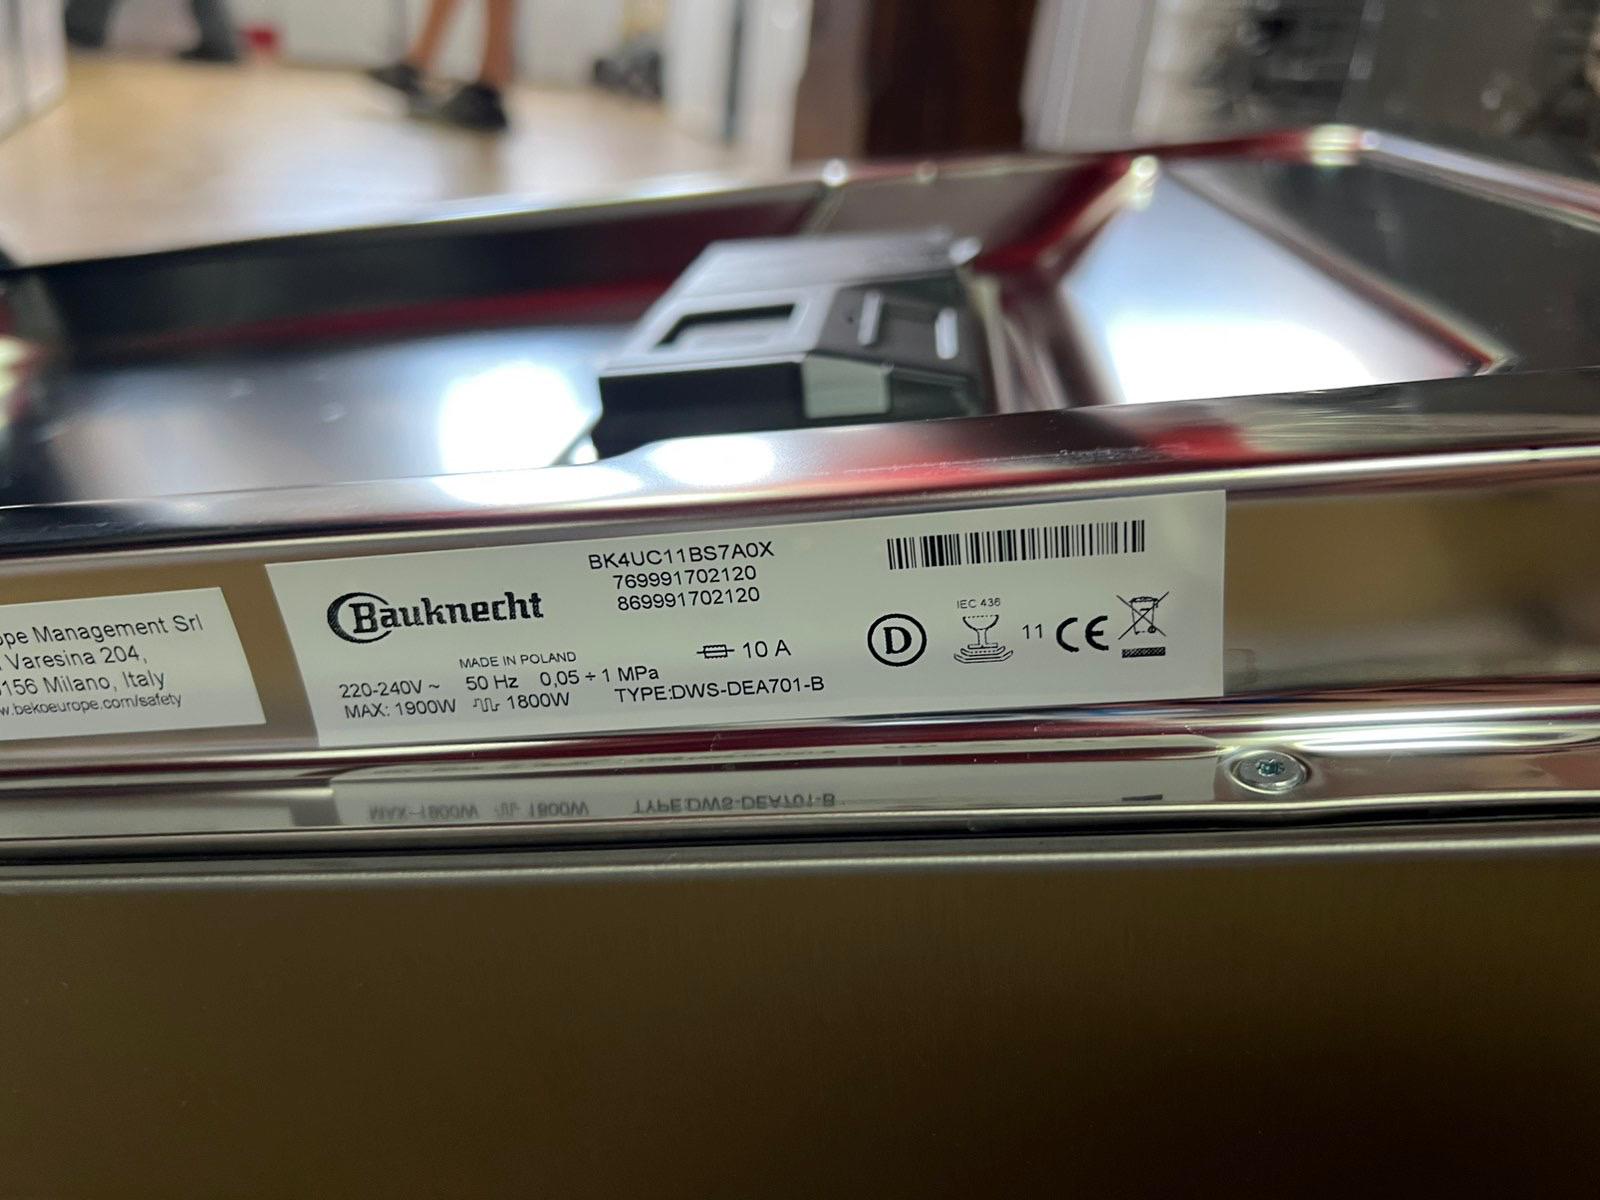 ope Management Srl
Varesina 204,
156 Milano, Italy
w.bekoeurope.com/safety
Bauknecht
BK4UC11BS7A0X
769991702120
869991702120
10 A
MADE IN POLAND
220-240V ~ 50 Hz 0,05 ÷ 1 MPa
MAX: 1900W 1800W TYPE:DWS-DEA701-B
D
IEC 436
11
CE